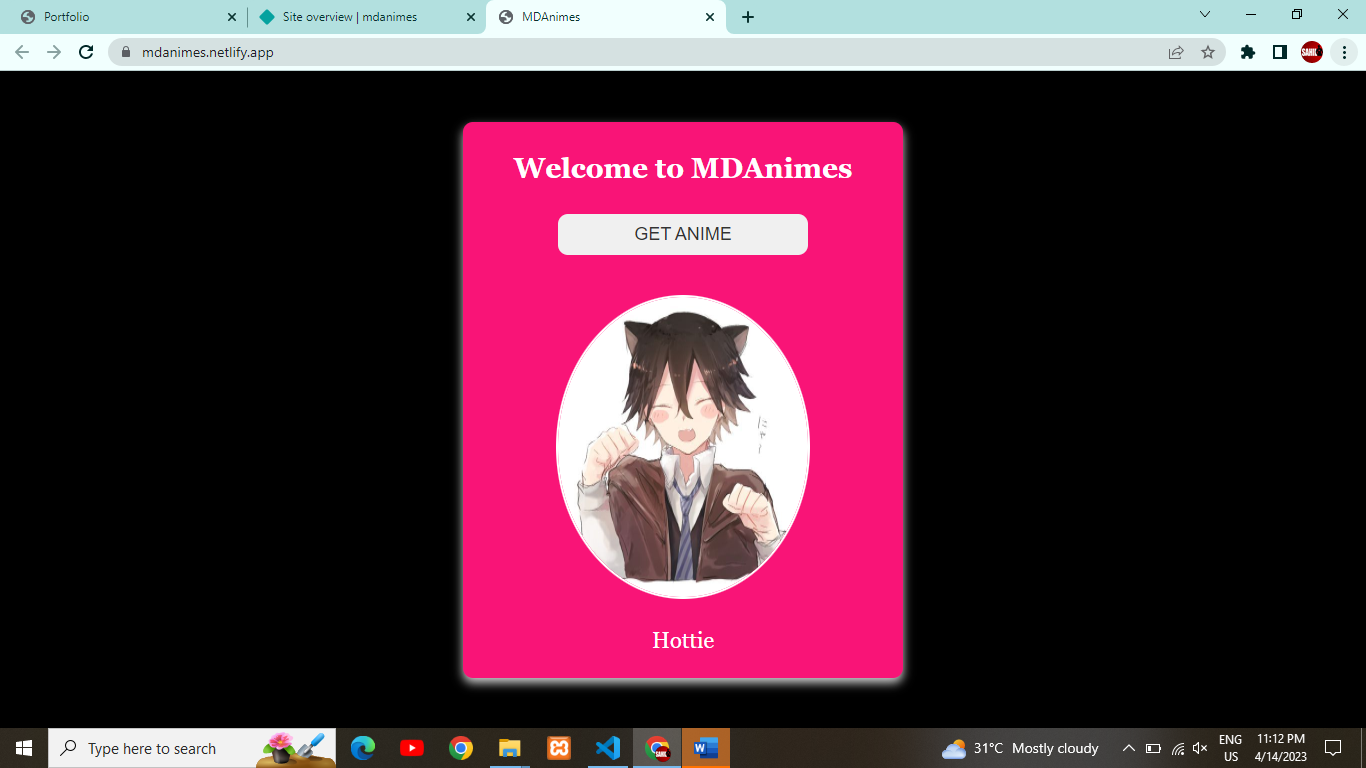 Portfolio
Site overview | mdanimes
MDAnimes
mdanimes.netlify.app
SAHIL
Welcome to MDAnimes
GET ANIME
にゃ~
Hottie
Type here to search
31°C Mostly cloudy
ENG
US
11:12 PM
4/14/2023